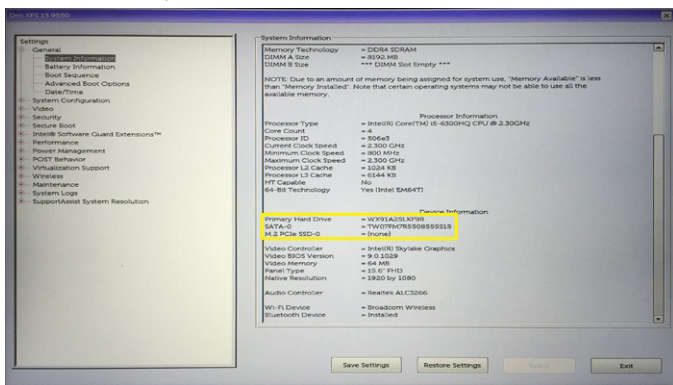 Dell XPS 15 9550
Settings
General
System Information
Battery Information
Boot Sequence
Advanced Boot Options
Date/Time
System Configuration
Video
Security
Secure Boot
Intel® Software Guard Extensions™
Performance
Power Management
POST Behavior
Virtualization Support
Wireless
Maintenance
System Logs
SupportAssist System Resolution
System Information
Memory Technology = DDR4 SDRAM
DIMM A Size = 8192 MB
DIMM B Size *** DIMM Slot Empty ***
NOTE: Due to an amount of memory being assigned for system use, "Memory Available" is less
than "Memory Installed". Note that certain operating systems may not be able to use all the
available memory.
Processor Information
Processor Type = Intel(R) Core(TM) i5-6300HQ CPU @ 2.30GHz
Core Count = 4
Processor ID = 506e3
Current Clock Speed = 2.300 GHz
Minimum Clock Speed = 800 MHz
Maximum Clock Speed = 2.300 GHz
Processor L2 Cache = 1024 KB
Processor L3 Cache = 6144 KB
HT Capable No
64-Bit Technology Yes (Intel EM64T)
Device Information
Primary Hard Drive = WX91A25LKF9R
SATA-0 = TW07FM7R5508555515
M.2 PCIe SSD-0 = (none)
Video Controller = Intel(R) Skylake Graphics
Video BIOS Version = 9.0.1029
Video Memory = 64 MB
Panel Type = 15.6" FHD
Native Resolution = 1920 by 1080
Audio Controller = Realtek ALC3266
Wi-Fi Device = Broadcom Wireless
Bluetooth Device = Installed
Save Settings
Restore Settings
Apply
Exit